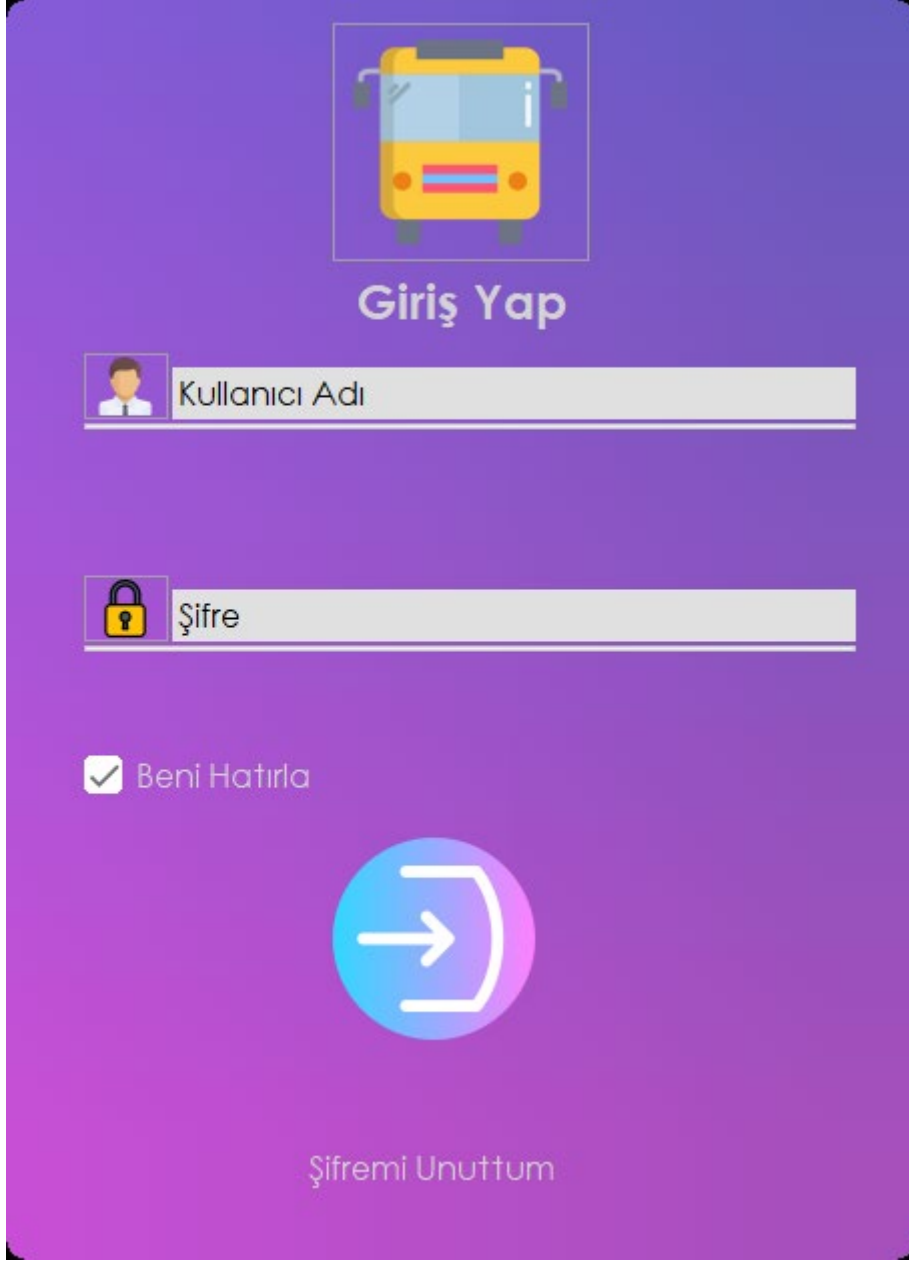 Giriş Yap
Kullanıcı Adı
Şifre
Beni Hatırla
Şifremi Unuttum